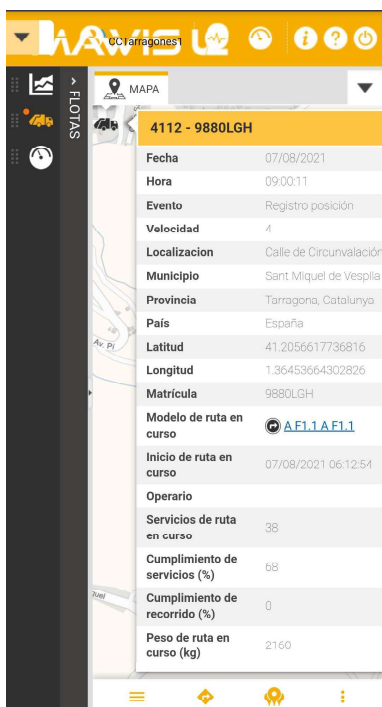 MAWIS U2
CCTarragones1
FLOTAS
MAPA
4112 - 9880LGH
Fecha 07/08/2021
Hora 09:00:11
Evento Registro posición
Velocidad 4
Localizacion Calle de Circunvalación
Municipio Sant Miquel de Vesplla
Provincia Tarragona, Catalunya
País España
Latitud 41.2056617736816
Longitud 1.36453664302826
Matrícula 9880LGH
Modelo de ruta en
curso
A F1.1 A F1.1
Inicio de ruta en
curso
07/08/2021 06:12:54
Operario
Servicios de ruta
en curso
38
Cumplimiento de
servicios (%)
68
Cumplimiento de
recorrido (%)
0
Peso de ruta en
curso (kg)
2160
Av. Pi